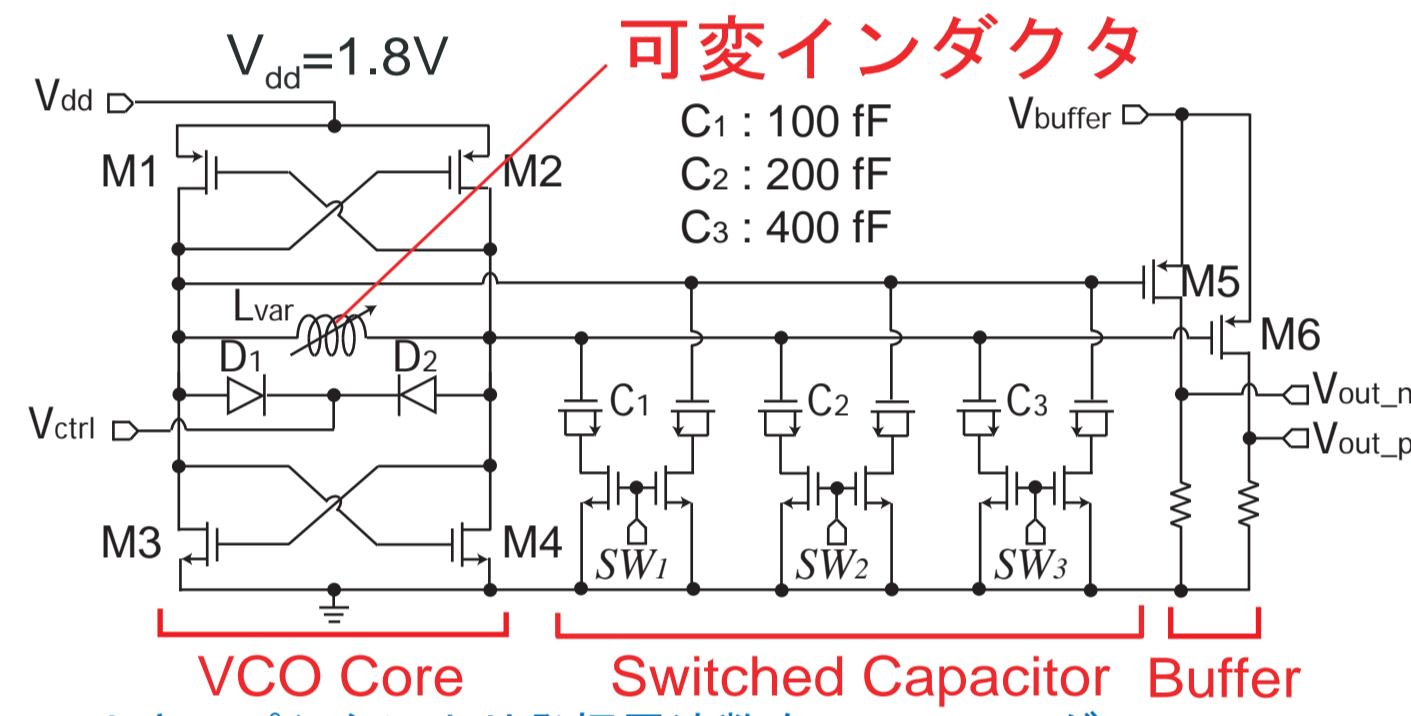 可変インダクタ
Vdd=1.8V
Vdd
C1 : 100 fF
C2 : 200 fF
C3 : 400 fF
Vbuffer
M1
M2
M5
Lvar
M6
D1
D2
C1
C2
C3
Vout_n
Vctrl
Vout_p
M3
M4
SW1
SW2
SW3
VCO Core
Switched Capacitor
Buffer